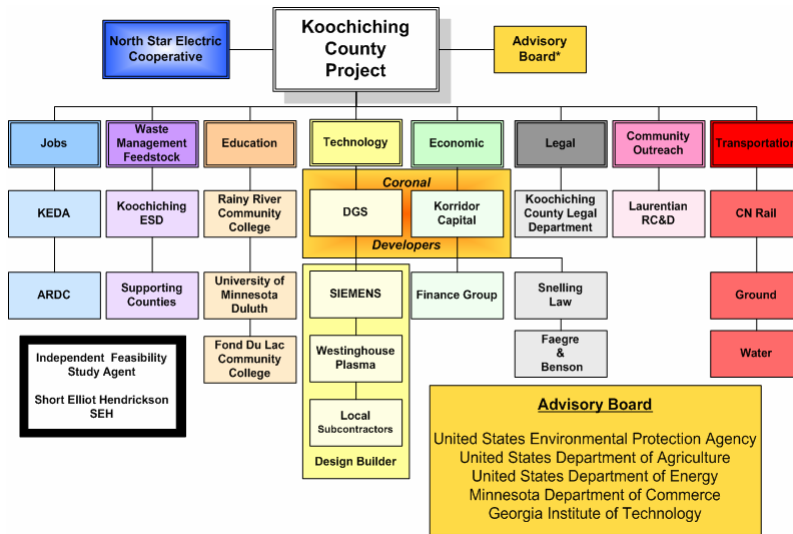 North Star Electric
Cooperative
Koochiching
County
Project
Advisory
Board*
Jobs
Waste
Management
Feedstock
Education
Technology
Economic
Legal
Community
Outreach
Transportation
Coronal
KEDA
Koochiching
ESD
Rainy River
Community
College
DGS
Korridor
Capital
Koochiching
County Legal
Department
Laurentian
RC&D
CN Rail
Developers
ARDC
Supporting
Counties
University of
Minnesota
Duluth
SIEMENS
Finance Group
Snelling
Law
Ground
Independent Feasibility
Study Agent
Short Elliot Hendrickson
SEH
Fond Du Lac
Community
College
Westinghouse
Plasma
Faegre
&
Benson
Water
Local
Subcontractors
Design Builder
Advisory Board
United States Environmental Protection Agency
United States Department of Agriculture
United States Department of Energy
Minnesota Department of Commerce
Georgia Institute of Technology